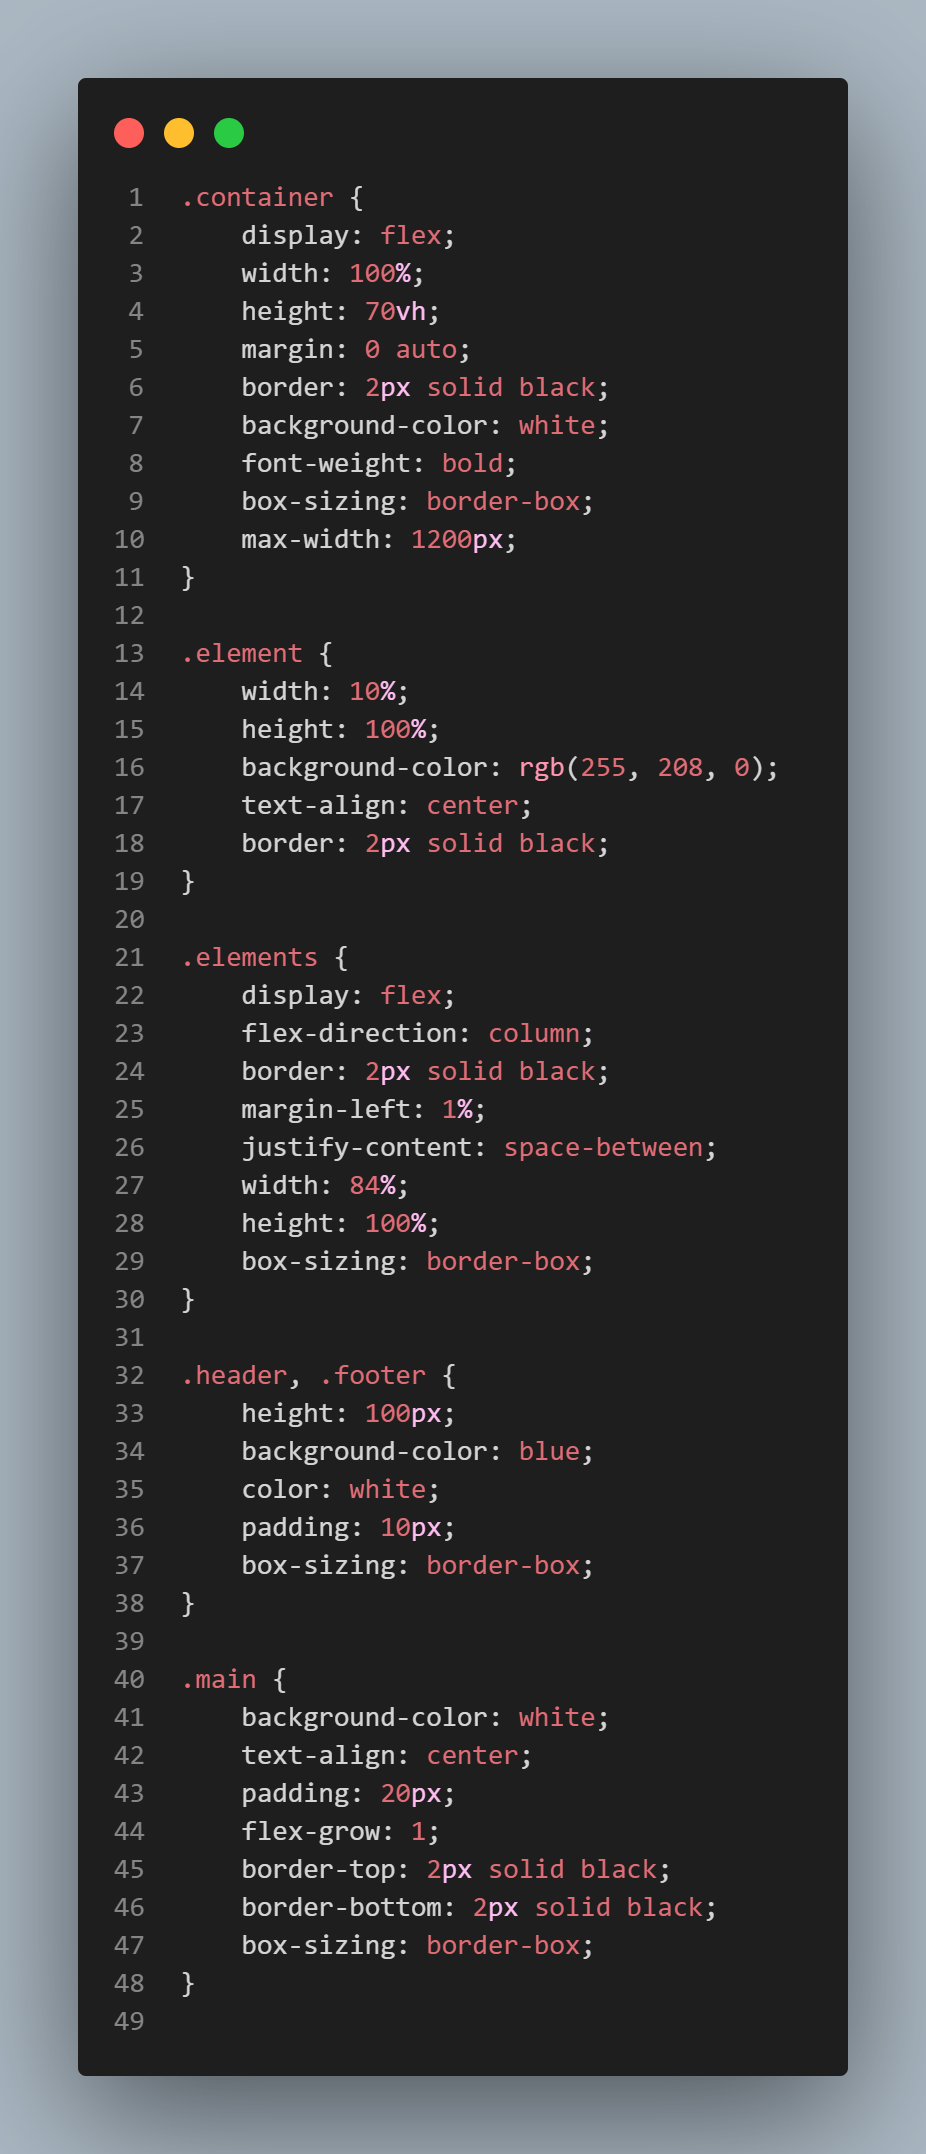 1 .container {
2     display: flex;
3     width: 100%;
4     height: 70vh;
5     margin: 0 auto;
6     border: 2px solid black;
7     background-color: white;
8     font-weight: bold;
9     box-sizing: border-box;
10     max-width: 1200px;
11 }
12
13 .element {
14     width: 10%;
15     height: 100%;
16     background-color: rgb(255, 208, 0);
17     text-align: center;
18     border: 2px solid black;
19 }
20
21 .elements {
22     display: flex;
23     flex-direction: column;
24     border: 2px solid black;
25     margin-left: 1%;
26     justify-content: space-between;
27     width: 84%;
28     height: 100%;
29     box-sizing: border-box;
30 }
31
32 .header, .footer {
33     height: 100px;
34     background-color: blue;
35     color: white;
36     padding: 10px;
37     box-sizing: border-box;
38 }
39
40 .main {
41     background-color: white;
42     text-align: center;
43     padding: 20px;
44     flex-grow: 1;
45     border-top: 2px solid black;
46     border-bottom: 2px solid black;
47     box-sizing: border-box;
48 }
49